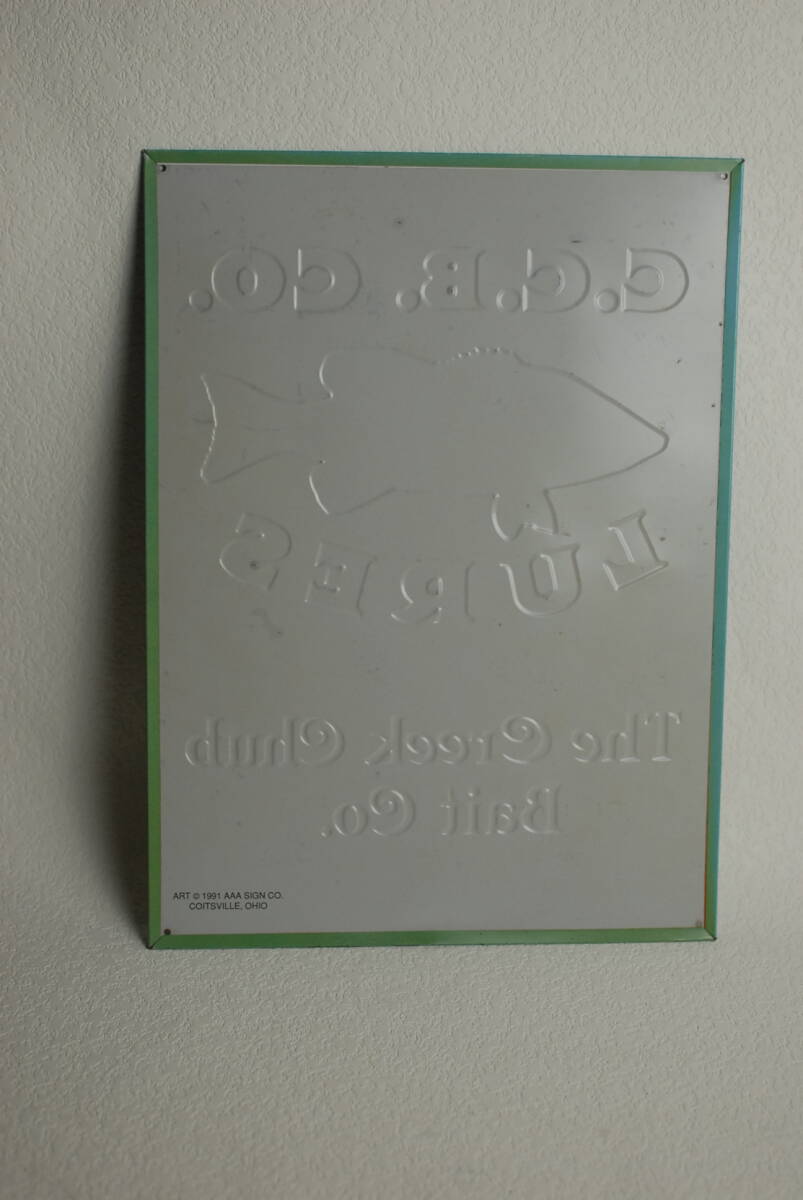 C.C.B. CO.
LURES
The Creek Chub
Bait Co.
ART © 1991 AAA SIGN CO.
COITSVILLE, OHIO